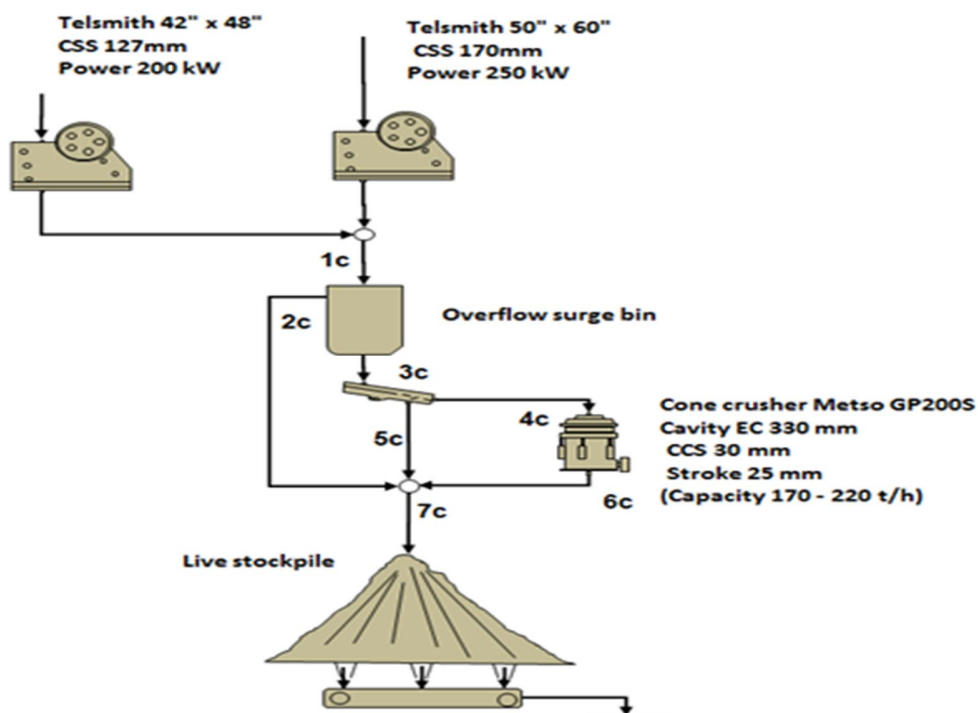 Telsmith 42" x 48"
CSS 127mm
Power 200 kW
Telsmith 50" x 60"
CSS 170mm
Power 250 kW
1c
2c
Overflow surge bin
3c
4c
5c
Cone crusher Metso GP200S
Cavity EC 330 mm
CCS 30 mm
Stroke 25 mm
(Capacity 170 - 220 t/h)
6c
7c
Live stockpile